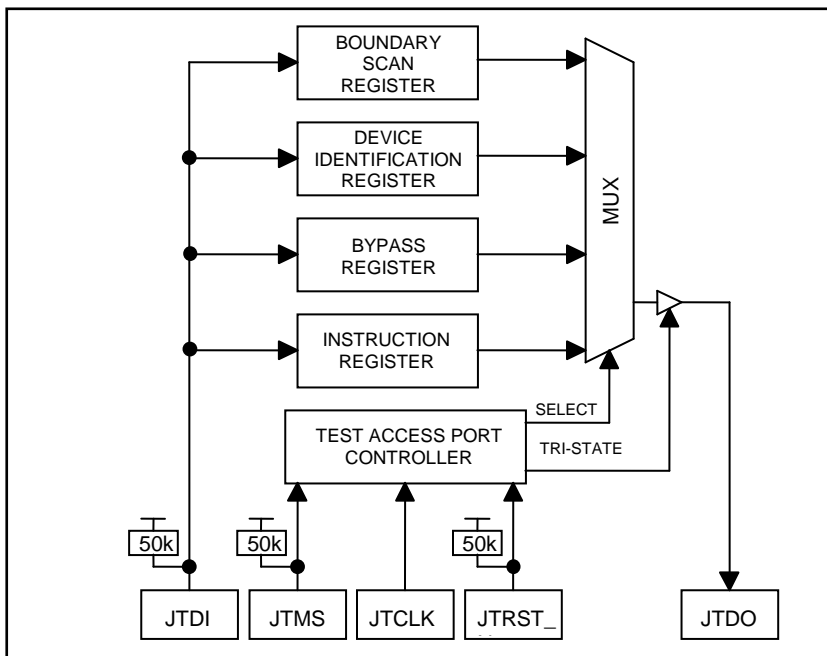 BOUNDARY
SCAN
REGISTER
DEVICE
IDENTIFICATION
REGISTER
BYPASS
REGISTER
INSTRUCTION
REGISTER
MUX
SELECT
TEST ACCESS PORT
CONTROLLER
TRI-STATE
50k
50k
50k
JTDI
JTMS
JTCLK
JTRST_
JTDO